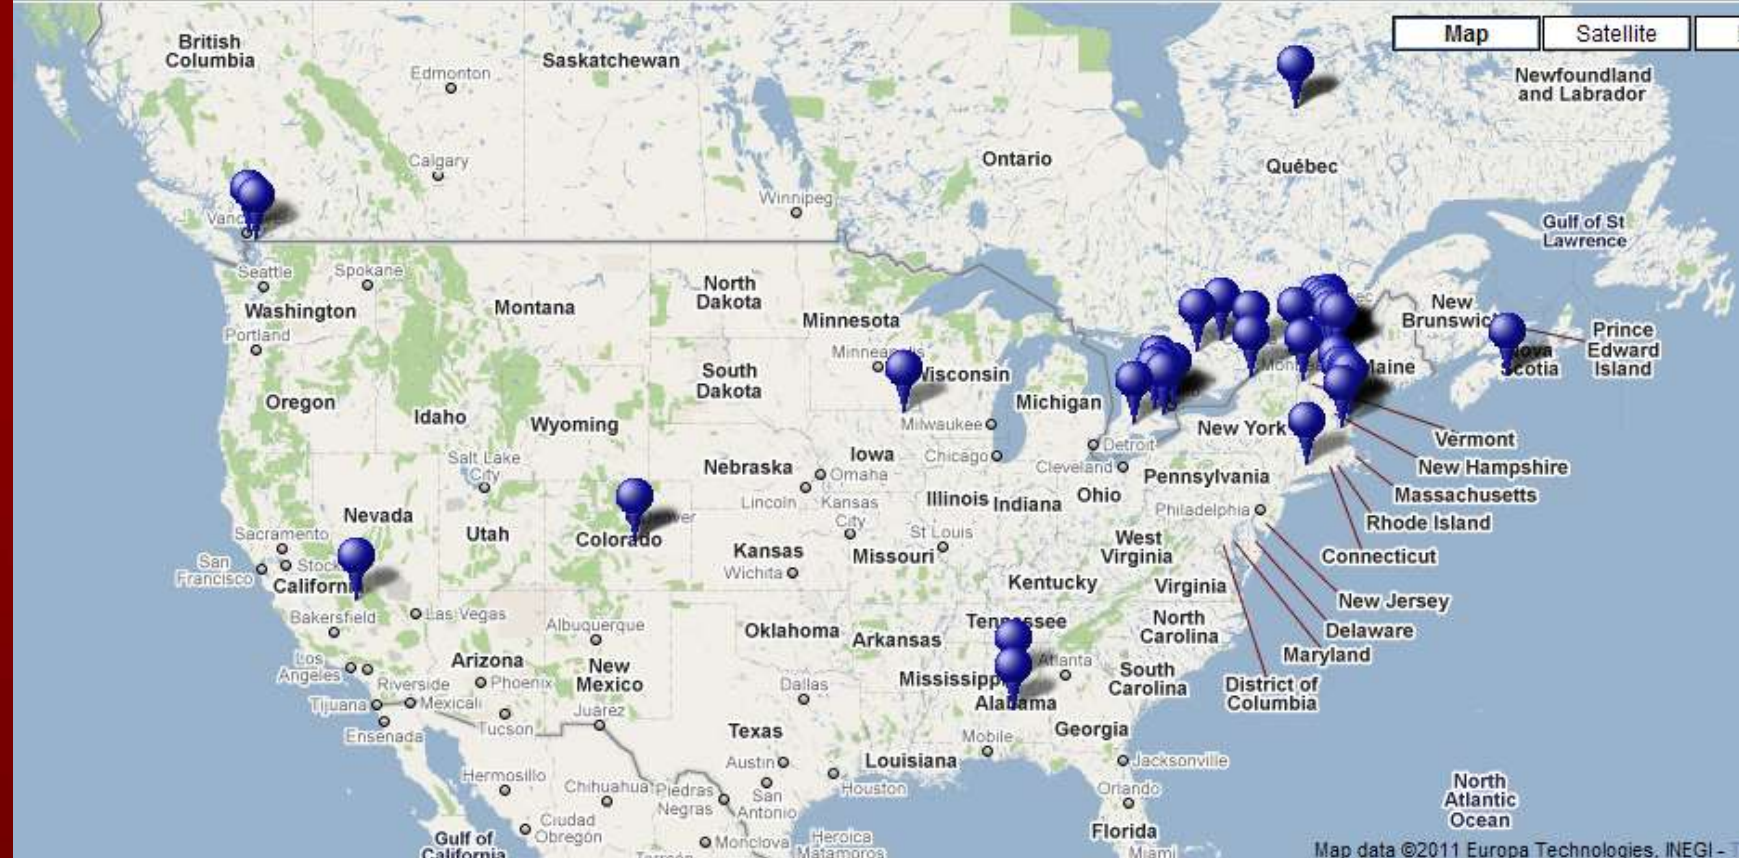 Map
Satellite
British
Columbia
Edmonton
Saskatchewan
Newfoundland
and Labrador
Calgary
Ontario
Québec
Winnipeg
Gulf of St
Lawrence
Seattle
Spokane
Washington
Montana
North
Dakota
Minnesota
New
Prince
Edward
Island
Portland
South
Dakota
Scotia
Oregon
Idaho
Wyoming
Michigan
Milwaukee
New York
Vermont
Detroit
Salt Lake
City
Nebraska
Iowa
Chicago
Cleveland
New Hampshire
Omaha
Pennsylvania
Lincoln
Kansas
City
Illinois
Indiana
Ohio
Massachusetts
Philadelphia
Nevada
Rhode Island
Sacramento
Utah
Colorado
St Louis
West
Virginia
Connecticut
San
Francisco
Kansas
Missouri
Wichita
Kentucky
Virginia
New Jersey
Bakersfield
Las Vegas
Albuquerque
Oklahoma
Arkansas
North
Carolina
Delaware
Maryland
Los
Angeles
Arizona
New
Mexico
Atlanta
South
Carolina
Riverside
Phoenix
Dallas
Alabama
District of
Columbia
Tijuana
Mexicali
Juárez
Tucson
Ensenada
Texas
Mobile
Georgia
Austin
Louisiana
Jacksonville
Hermosillo
Chihuahua
Piedras
Negras
San
Antonio
Houston
Orlando
North
Atlantic
Ocean
Ciudad
Obregón
Gulf of
California
Monclova
Heroica
Matamoros
Florida
Miami
Map data ©2011 Europa Technologies, INEGI -